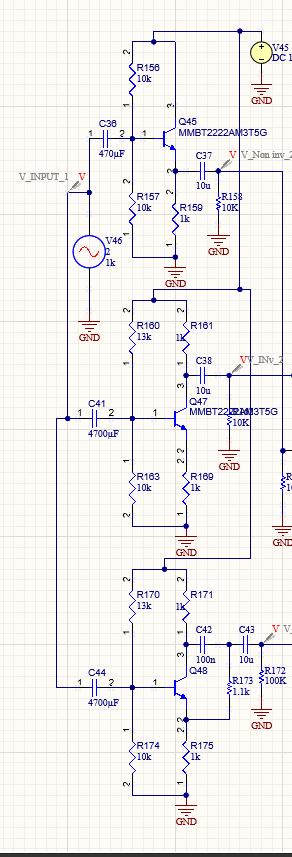 V45
DC 1
GND
R156
10k
Q45
MMBT2222AM3T5G
C36
470µF
C37
10u
V
V_Non inv_2
V_INPUT_1
V
R157
10k
R159
1k
R158
10K
GND
GND
V46
2
1k
GND
R160
13k
R161
1k
C38
10u
V
V_INv_2
Q47
10K
C41
4700µF
GND
R163
10k
R169
1k
GND
GND
R170
13k
R171
1k
C42
100n
C43
10u
V
V_
Q48
R173
1.1k
R172
100K
C44
4700µF
GND
R174
10k
R175
1k
GND